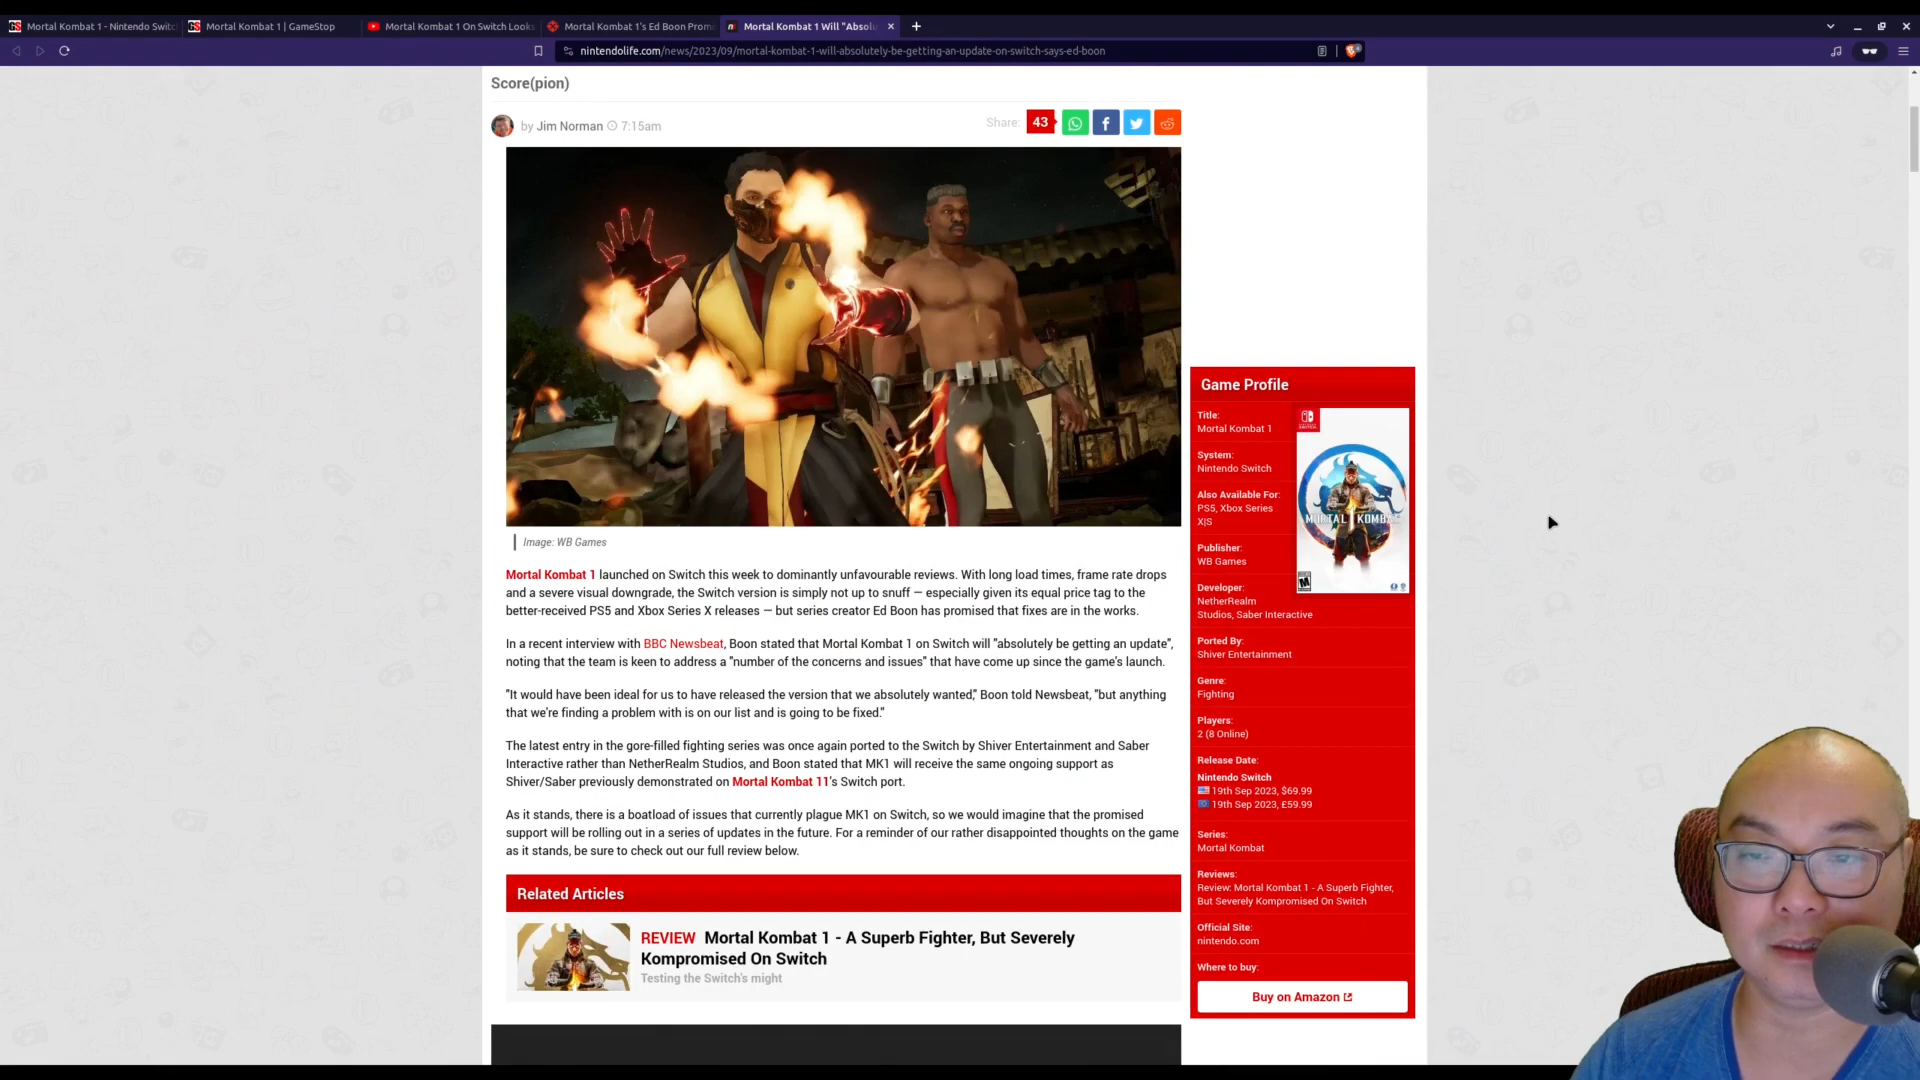 Mortal Kombat 1 - Nintendo Switc
Mortal Kombat 1 | GameStop
Mortal Kombat 1 On Switch Looks
Mortal Kombat 1's Ed Boon Prom
Mortal Kombat 1 Will "Absolu
nintendolife.com/news/2023/09/mortal-kombat-1-will-absolutely-be-getting-an-update-on-switch-says-ed-boon
Score(pion)
by Jim Norman 7:15am
Share: 43
Image: WB Games
Mortal Kombat 1 launched on Switch this week to dominantly unfavourable reviews. With long load times, frame rate drops
and a severe visual downgrade, the Switch version is simply not up to snuff — especially given its equal price tag to the
better-received PS5 and Xbox Series X releases — but series creator Ed Boon has promised that fixes are in the works.
In a recent interview with BBC Newsbeat, Boon stated that Mortal Kombat 1 on Switch will "absolutely be getting an update",
noting that the team is keen to address a "number of the concerns and issues" that have come up since the game's launch.
"It would have been ideal for us to have released the version that we absolutely wanted," Boon told Newsbeat, "but anything
that we're finding a problem with is on our list and is going to be fixed."
The latest entry in the gore-filled fighting series was once again ported to the Switch by Shiver Entertainment and Saber
Interactive rather than NetherRealm Studios, and Boon stated that MK1 will receive the same ongoing support as
Shiver/Saber previously demonstrated on Mortal Kombat 11's Switch port.
As it stands, there is a boatload of issues that currently plague MK1 on Switch, so we would imagine that the promised
support will be rolling out in a series of updates in the future. For a reminder of our rather disappointed thoughts on the game
as it stands, be sure to check out our full review below.
Related Articles
REVIEW Mortal Kombat 1 - A Superb Fighter, But Severely
Kompromised On Switch
Testing the Switch's might
Game Profile
Title:
Mortal Kombat 1
System:
Nintendo Switch
Also Available For:
PS5, Xbox Series
X|S
Publisher:
WB Games
Developer:
NetherRealm
Studios, Saber Interactive
MORTAL KOMBAT
M
Ported By:
Shiver Entertainment
Genre:
Fighting
Players:
2 (8 Online)
Release Date:
Nintendo Switch
19th Sep 2023, $69.99
19th Sep 2023, £59.99
Series:
Mortal Kombat
Reviews:
Review: Mortal Kombat 1 - A Superb Fighter,
But Severely Kompromised On Switch
Official Site:
nintendo.com
Where to buy:
Buy on Amazon